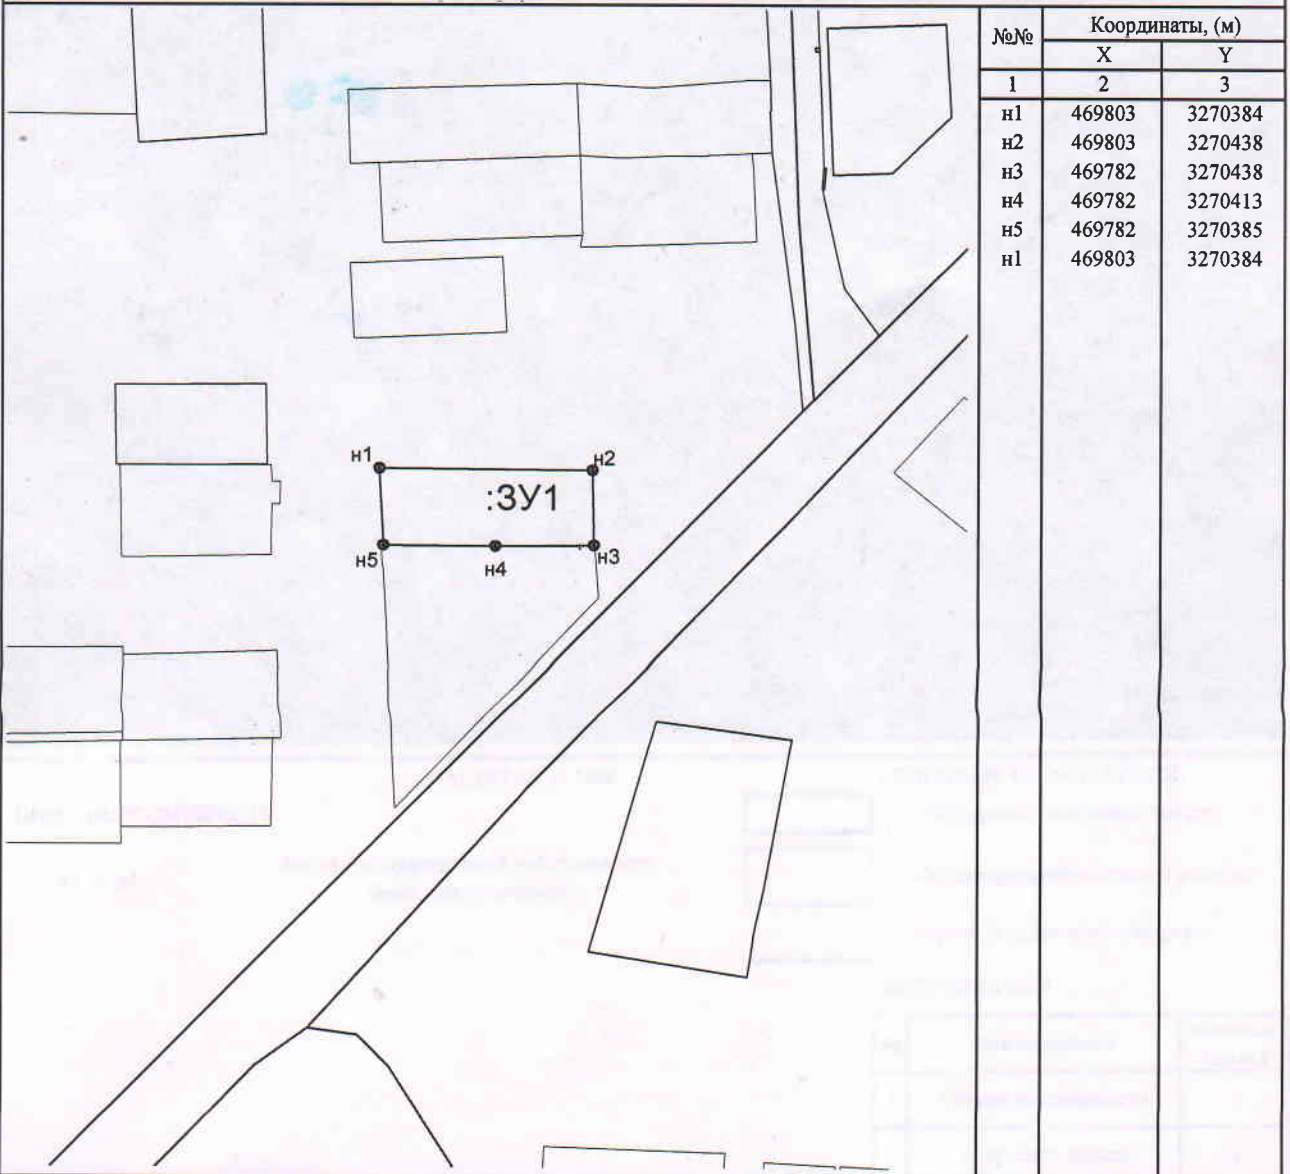 №№ Координаты, (м)
X Y
1 2 3
н1 469803 3270384
н2 469803 3270438
н3 469782 3270438
н4 469782 3270413
н5 469782 3270385
н1 469803 3270384
н1
н2
:ЗУ1
н5
н4
н3